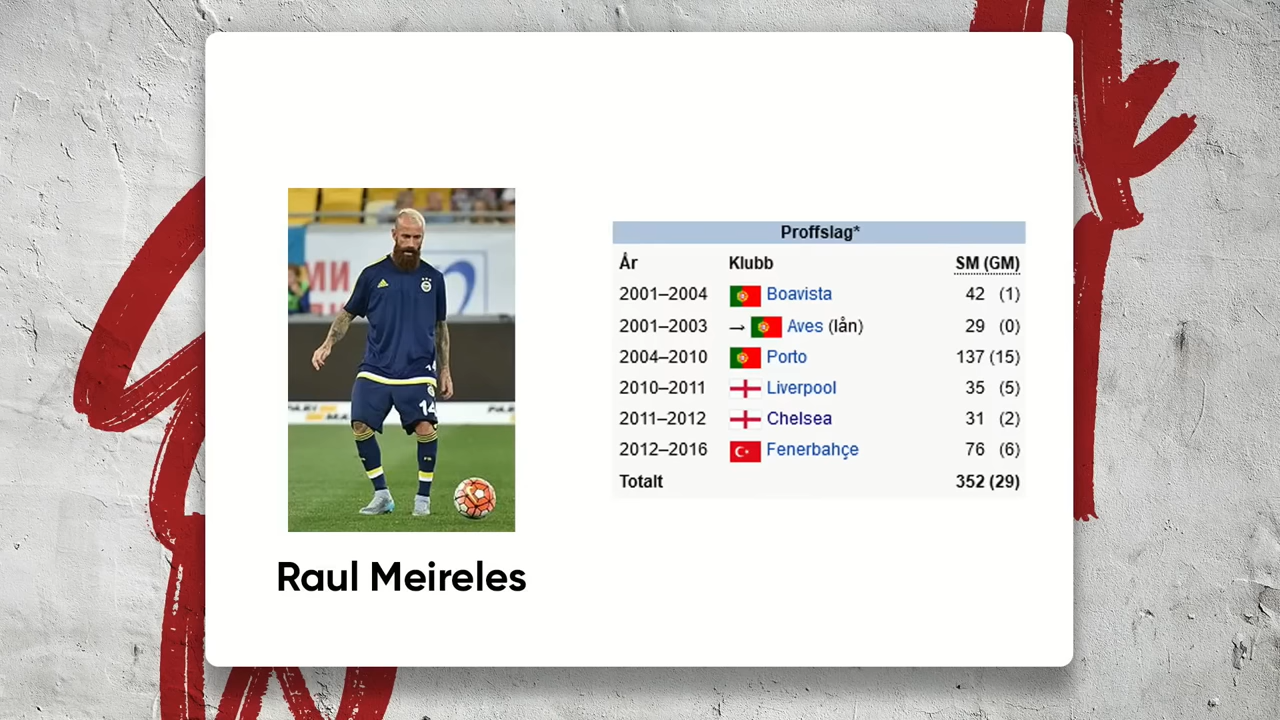 Proffslag*
År Klubb SM (GM)
2001–2004 Boavista 42 (1)
2001–2003 → Aves (lån) 29 (0)
2004–2010 Porto 137 (15)
2010–2011 Liverpool 35 (5)
2011–2012 Chelsea 31 (2)
2012–2016 Fenerbahçe 76 (6)
Totalt 352 (29)
МИ
14
Raul Meireles